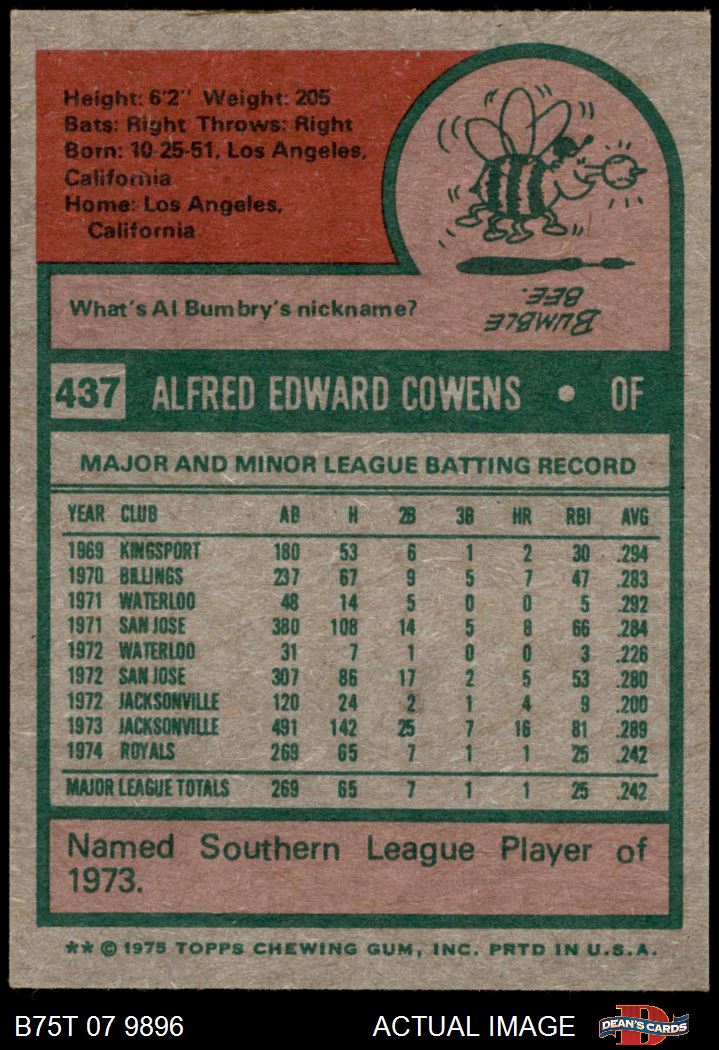 Height: 6'2" Weight: 205
Bats: Right Throws: Right
Born: 10-25-51, Los Angeles,
California
Home: Los Angeles,
California
What's Al Bumbry's nickname?
BUMBLE
BEE.
437 ALFRED EDWARD COWENS • OF
MAJOR AND MINOR LEAGUE BATTING RECORD
YEAR CLUB AB H 2B 3B HR RBI AVG
1969 KINGSPORT 180 53 6 1 2 30 .294
1970 BILLINGS 237 67 9 5 7 47 .283
1971 WATERLOO 48 14 5 0 0 5 .292
1971 SAN JOSE 380 108 14 5 8 66 .284
1972 WATERLOO 31 7 1 0 0 3 .226
1972 SAN JOSE 307 86 17 2 5 53 .280
1972 JACKSONVILLE 120 24 2 1 4 9 .200
1973 JACKSONVILLE 491 142 25 7 16 81 .289
1974 ROYALS 269 65 7 1 1 25 .242
MAJOR LEAGUE TOTALS 269 65 7 1 1 25 .242
Named Southern League Player of
1973.
** © 1975 TOPPS CHEWING GUM, INC. PRTD IN U.S.A.
B75T 07 9896 ACTUAL IMAGE D DEAN'S CARDS